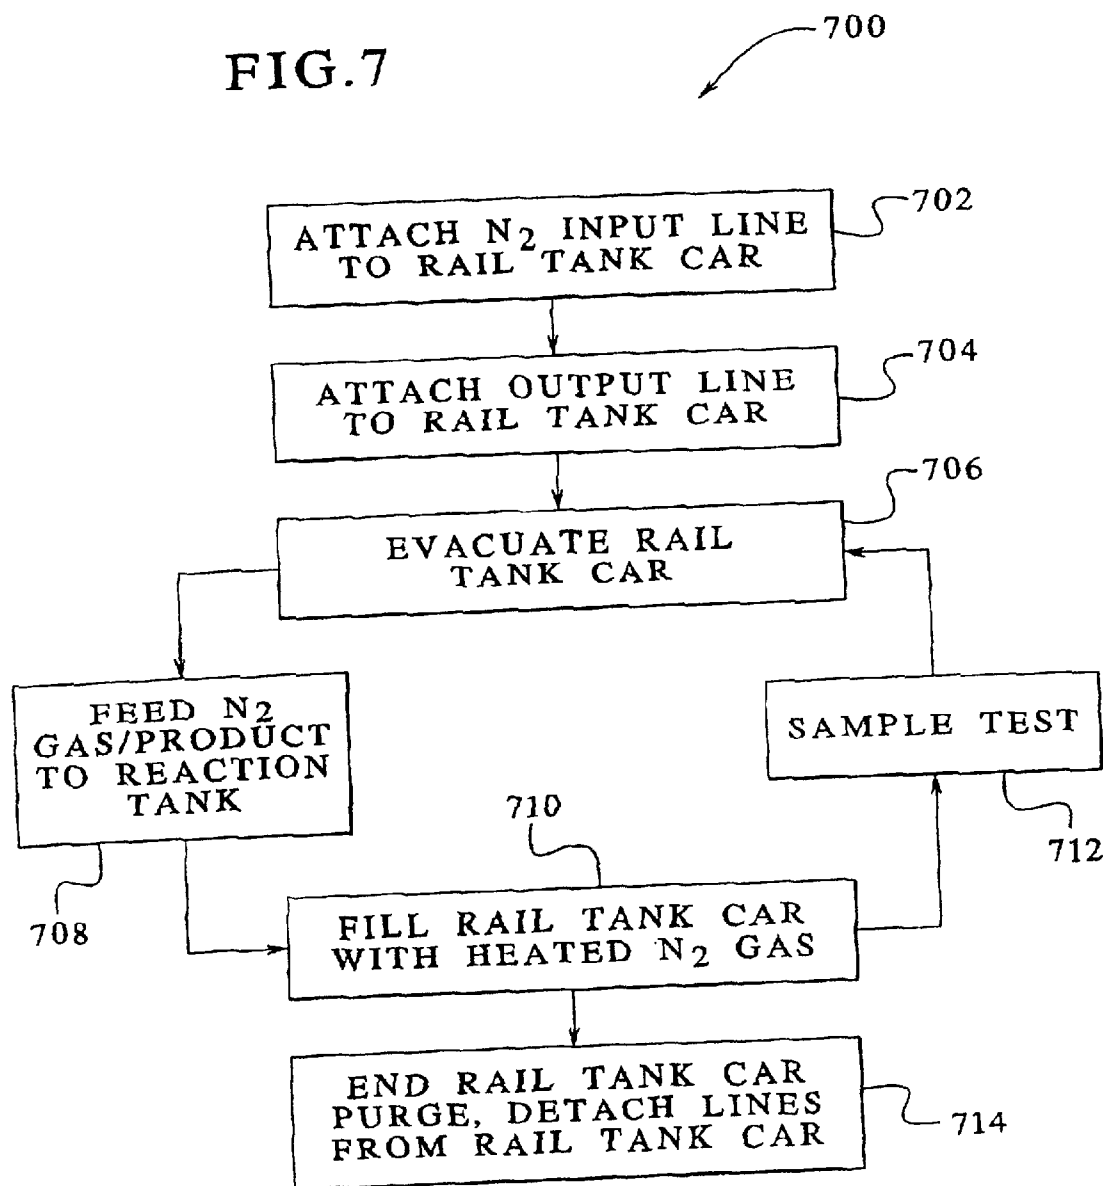 FIG.7
700
ATTACH N2 INPUT LINE
TO RAIL TANK CAR
702
ATTACH OUTPUT LINE
TO RAIL TANK CAR
704
706
EVACUATE RAIL
TANK CAR
FEED N2
GAS/PRODUCT
TO REACTION
TANK
708
SAMPLE TEST
712
710
FILL RAIL TANK CAR
WITH HEATED N2 GAS
END RAIL TANK CAR
PURGE, DETACH LINES
FROM RAIL TANK CAR
714